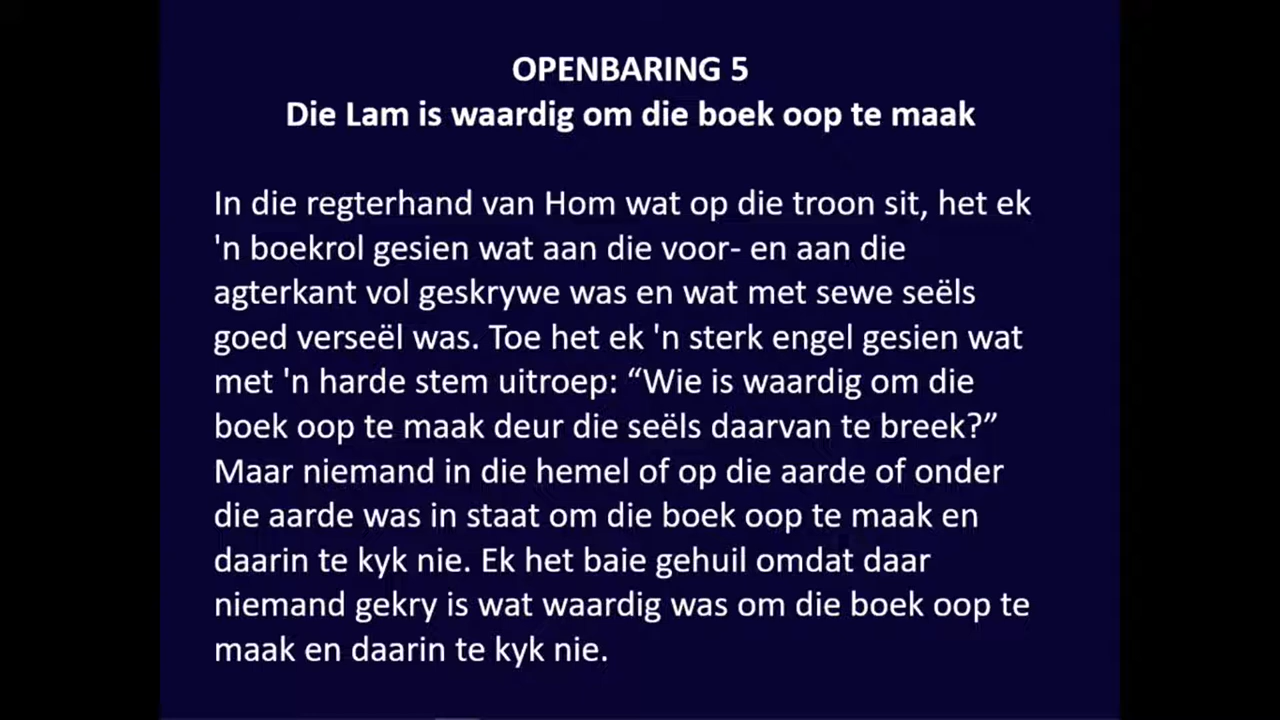 OPENBARING 5
Die Lam is waardig om die boek oop te maak
In die regterhand van Hom wat op die troon sit, het ek
'n boekrol gesien wat aan die voor- en aan die
agterkant vol geskrywe was en wat met sewe seëls
goed verseël was. Toe het ek 'n sterk engel gesien wat
met 'n harde stem uitroep: “Wie is waardig om die
boek oop te maak deur die seëls daarvan te breek?”
Maar niemand in die hemel of op die aarde of onder
die aarde was in staat om die boek oop te maak en
daarin te kyk nie. Ek het baie gehuil omdat daar
niemand gekry is wat waardig was om die boek oop te
maak en daarin te kyk nie.